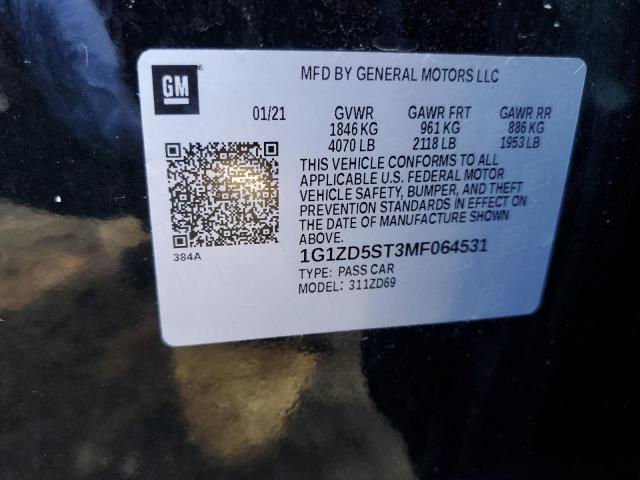 GM
MFD BY GENERAL MOTORS LLC
01/21 GVWR GAWR FRT GAWR RR
1846 KG 961 KG 886 KG
4070 LB 2118 LB 1953 LB
THIS VEHICLE CONFORMS TO ALL
APPLICABLE U.S. FEDERAL MOTOR
VEHICLE SAFETY, BUMPER, AND THEFT
PREVENTION STANDARDS IN EFFECT ON
THE DATE OF MANUFACTURE SHOWN
ABOVE.
384A
1G1ZD5ST3MF064531
TYPE: PASS CAR
MODEL: 311ZD69